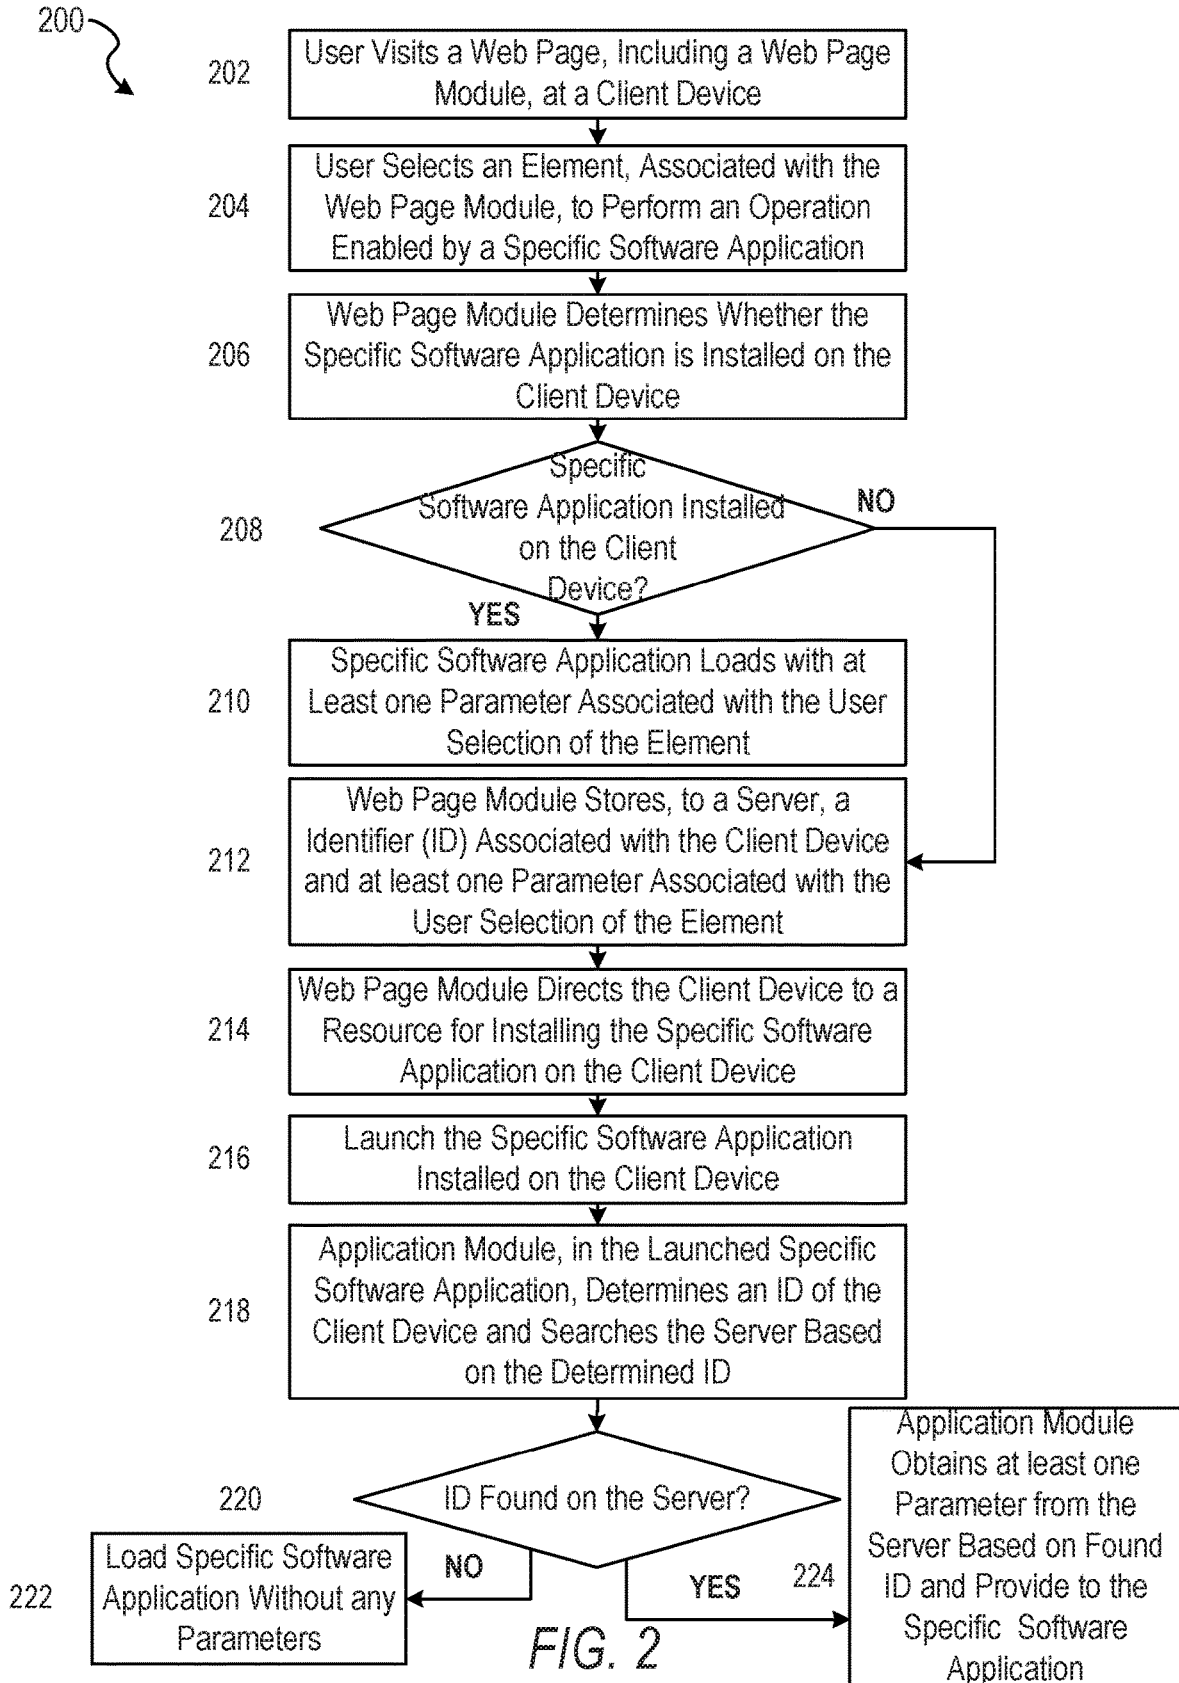 200
202
User Visits a Web Page, Including a Web Page
Module, at a Client Device
204
User Selects an Element, Associated with the
Web Page Module, to Perform an Operation
Enabled by a Specific Software Application
206
Web Page Module Determines Whether the
Specific Software Application is Installed on the
Client Device
208
Specific
Software Application Installed
on the Client
Device?
NO
YES
210
Specific Software Application Loads with at
Least one Parameter Associated with the User
Selection of the Element
212
Web Page Module Stores, to a Server, a
Identifier (ID) Associated with the Client Device
and at least one Parameter Associated with the
User Selection of the Element
214
Web Page Module Directs the Client Device to a
Resource for Installing the Specific Software
Application on the Client Device
216
Launch the Specific Software Application
Installed on the Client Device
218
Application Module, in the Launched Specific
Software Application, Determines an ID of the
Client Device and Searches the Server Based
on the Determined ID
220
ID Found on the Server?
NO
YES
222
Load Specific Software
Application Without any
Parameters
224
Application Module
Obtains at least one
Parameter from the
Server Based on Found
ID and Provide to the
Specific Software
Application
FIG. 2